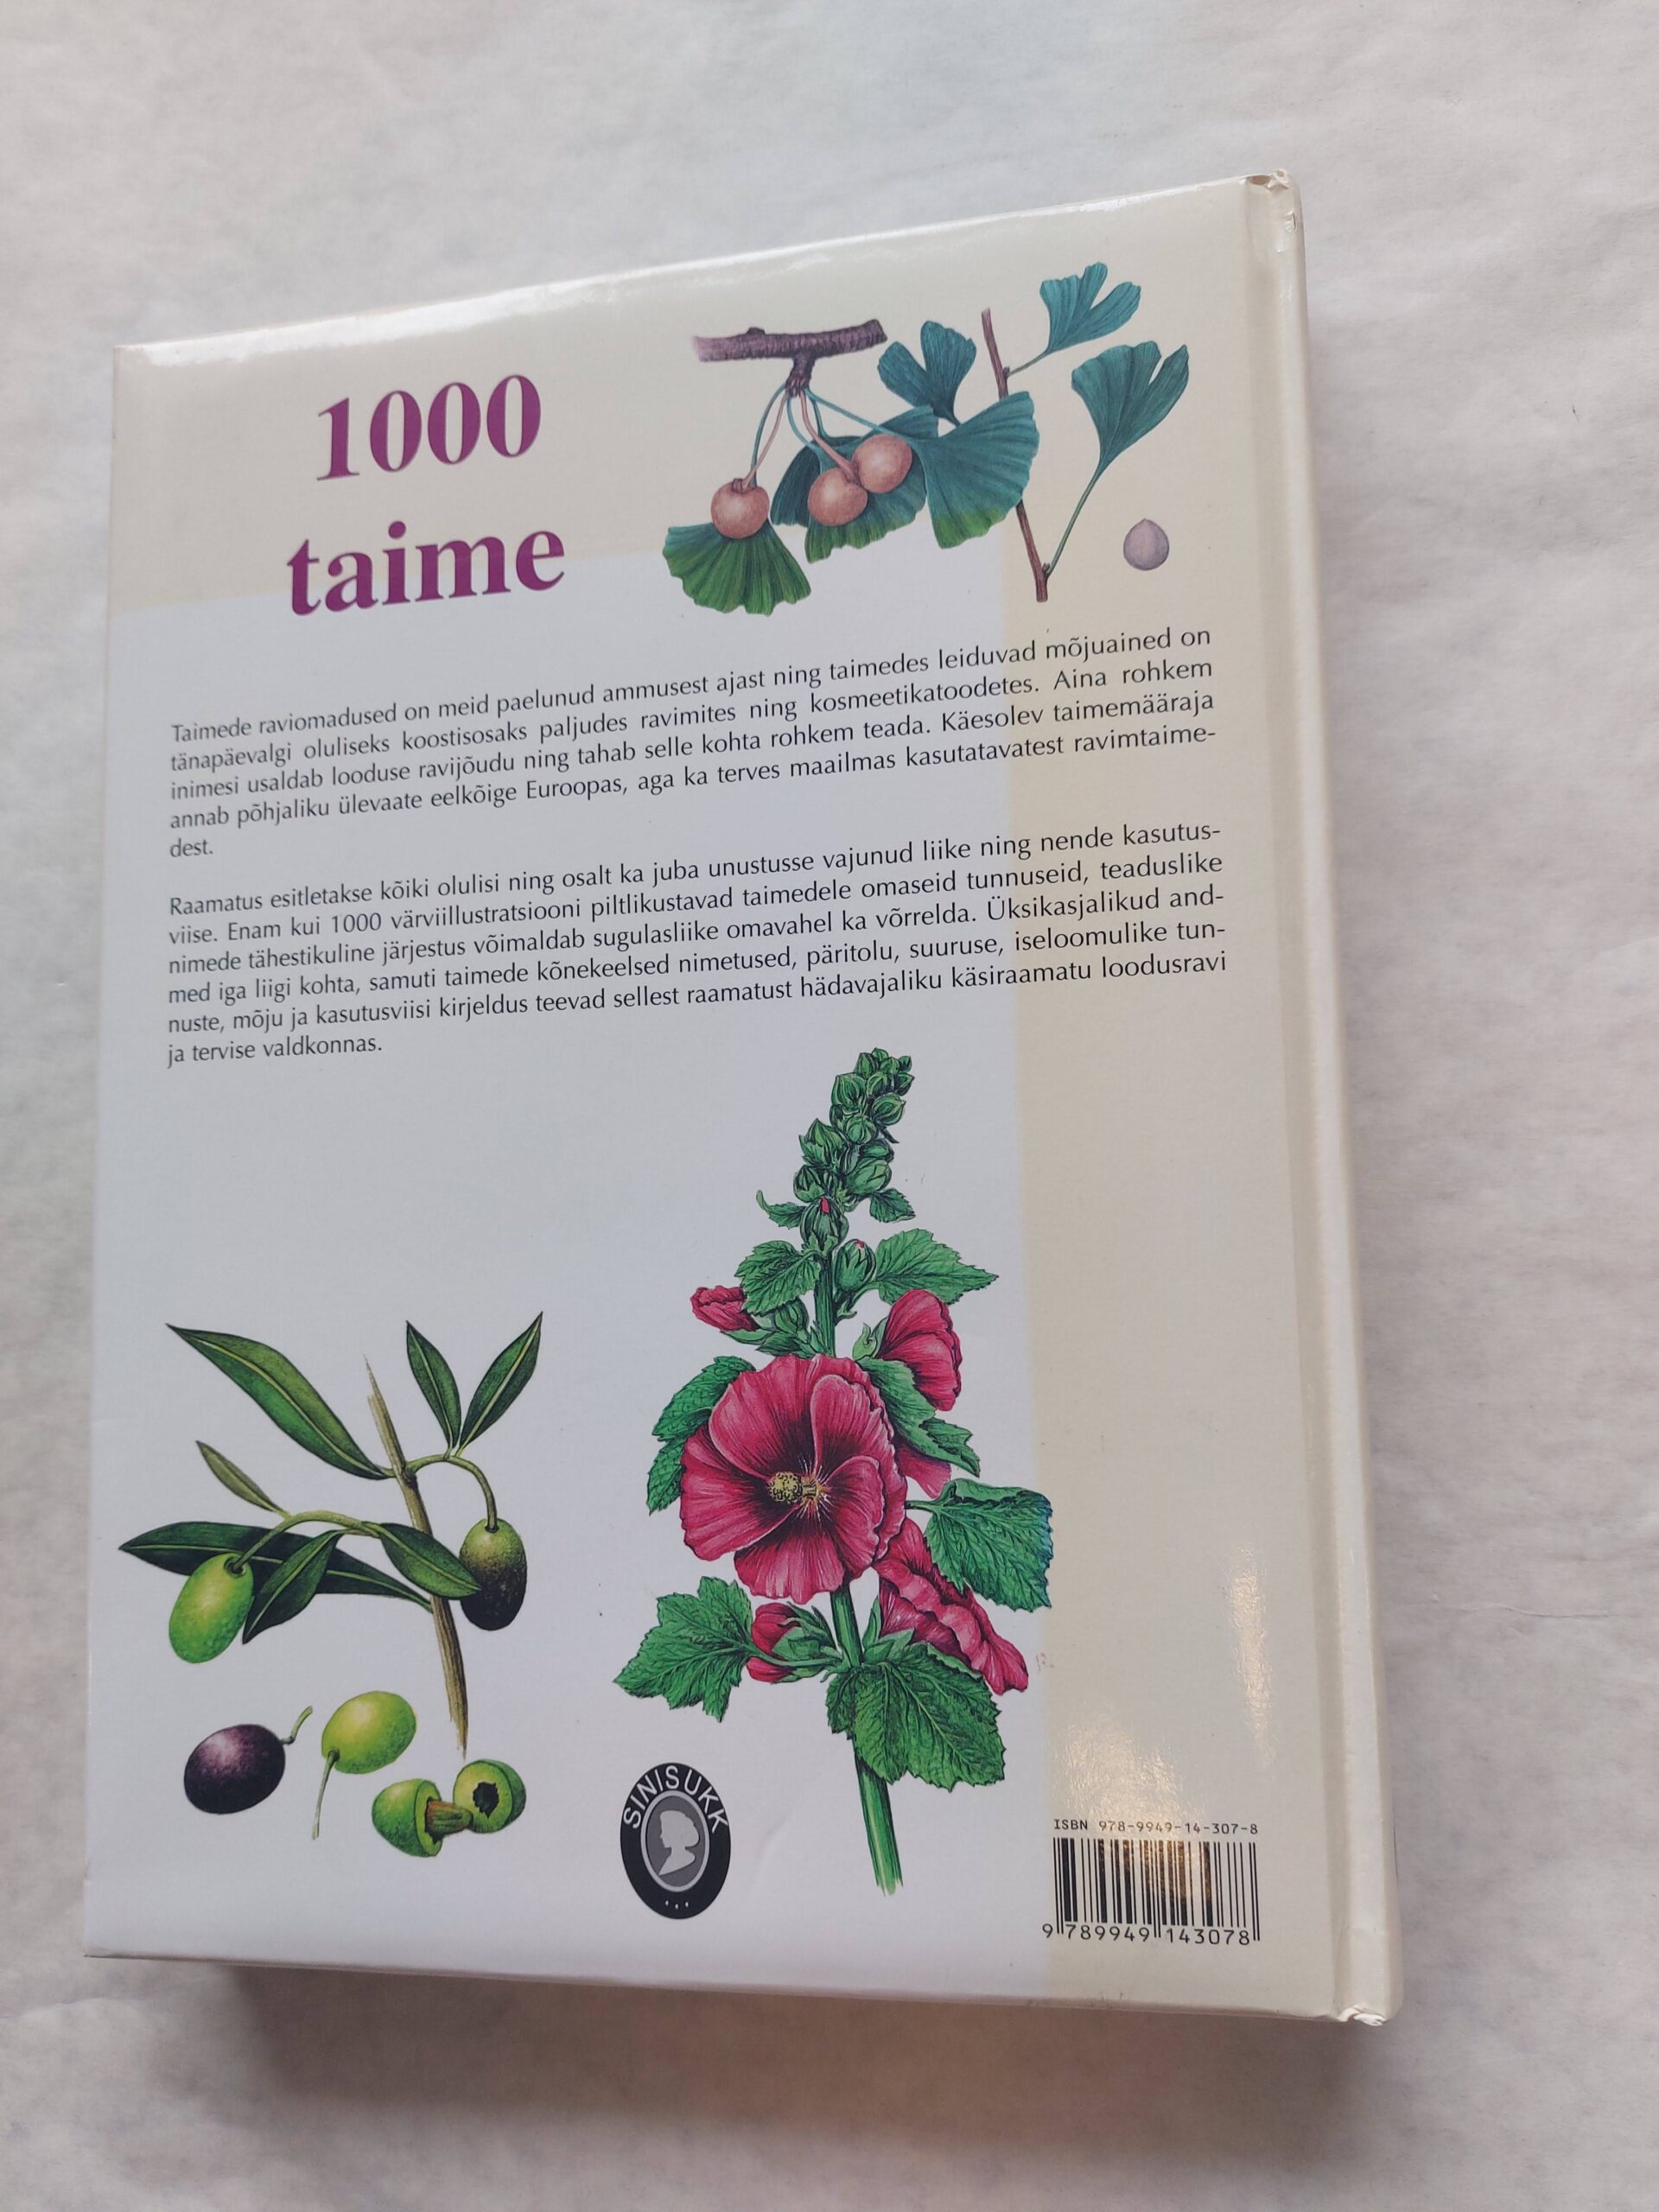 1000
taime
Taimede raviomadused on meid paelunud ammusest ajast ning taimedes leiduvad mõjuained on
tänapäevalgi oluliseks koostisosaks paljudes ravimites ning kosmeetikatoodetes. Aina rohkem
inimesi usaldab looduse ravijõudu ning tahab selle kohta rohkem teada. Käesolev taimemääraja
annab põhjaliku ülevaate eelkõige Euroopas, aga ka terves maailmas kasutatavatest ravimtaime-
dest.
Raamatus esitletakse kõiki olulisi ning osalt ka juba unustusse vajunud liike ning nende kasutus-
viise. Enam kui 1000 värviillustratsiooni piltlikustavad taimedele omaseid tunnuseid, teaduslike
nimede tähestikuline järjestus võimaldab sugulasliike omavahel ka võrrelda. Üksikasjalikud and-
med iga liigi kohta, samuti taimede kõnekeelsed nimetused, päritolu, suuruse, iseloomulike tun-
nuste, mõju ja kasutusviisi kirjeldus teevad sellest raamatust hädavajaliku käsiraamatu loodusravi
ja tervise valdkonnas.
SINISUKK
ISBN 978-9949-14-307-8
9 789949 143078